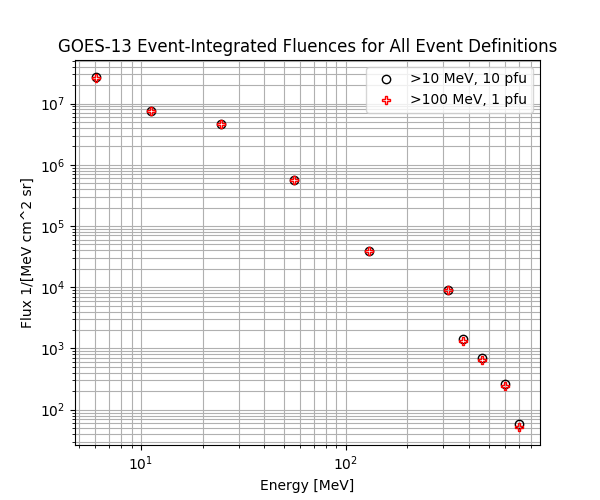 GOES-13 Event-Integrated Fluences for All Event Definitions
>10 MeV, 10 pfu
>100 MeV, 1 pfu
Flux 1/[MeV cm^2 sr]
10^7
10^6
10^5
10^4
10^3
10^2
10^1
10^2
Energy [MeV]